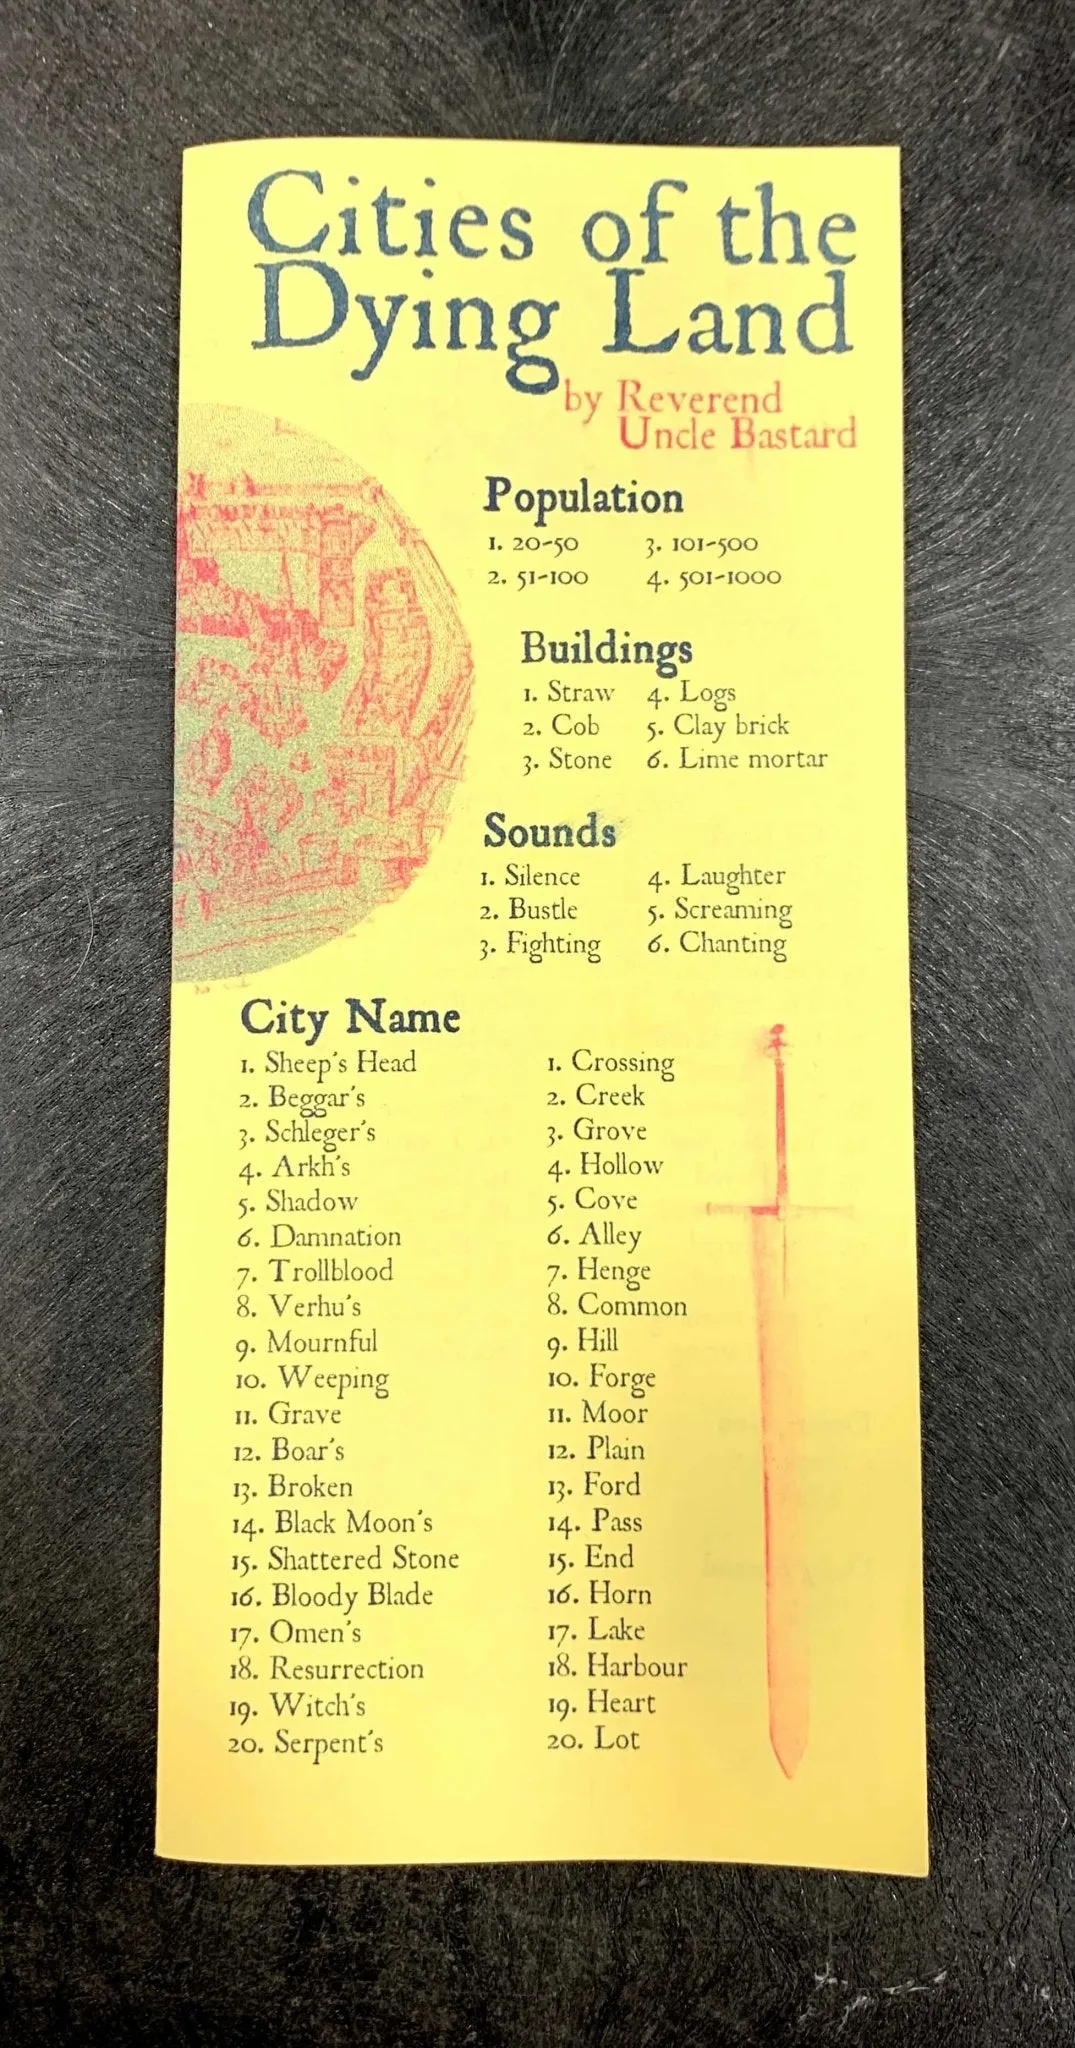 Cities of the
Dying Land
by Reverend
Uncle Bastard
Population
1. 20-50 3. 101-500
2. 51-100 4. 501-1000
Buildings
1. Straw 4. Logs
2. Cob 5. Clay brick
3. Stone 6. Lime mortar
Sounds
1. Silence 4. Laughter
2. Bustle 5. Screaming
3. Fighting 6. Chanting
City Name
1. Sheep's Head 1. Crossing
2. Beggar's 2. Creek
3. Schleger's 3. Grove
4. Arkh's 4. Hollow
5. Shadow 5. Cove
6. Damnation 6. Alley
7. Trollblood 7. Henge
8. Verhu's 8. Common
9. Mournful 9. Hill
10. Weeping 10. Forge
11. Grave 11. Moor
12. Boar's 12. Plain
13. Broken 13. Ford
14. Black Moon's 14. Pass
15. Shattered Stone 15. End
16. Bloody Blade 16. Horn
17. Omen's 17. Lake
18. Resurrection 18. Harbour
19. Witch's 19. Heart
20. Serpent's 20. Lot